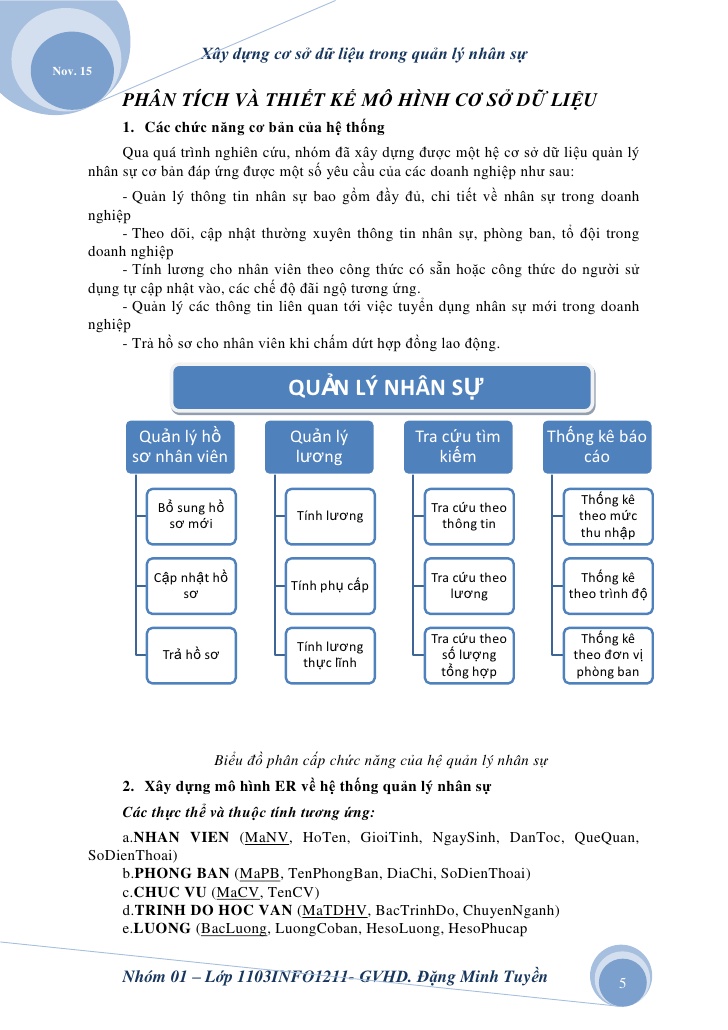 Xây dựng cơ sở dữ liệu trong quản lý nhân sự
Nov. 15
PHÂN TÍCH VÀ THIẾT KẾ MÔ HÌNH CƠ SỞ DỮ LIỆU
1. Các chức năng cơ bản của hệ thống
Qua quá trình nghiên cứu, nhóm đã xây dựng được một hệ cơ sở dữ liệu quản lý
nhân sự cơ bản đáp ứng được một số yêu cầu của các doanh nghiệp như sau:
- Quản lý thông tin nhân sự bao gồm đầy đủ, chi tiết về nhân sự trong doanh
nghiệp
- Theo dõi, cập nhật thường xuyên thông tin nhân sự, phòng ban, tổ đội trong
doanh nghiệp
- Tính lương cho nhân viên theo công thức có sẵn hoặc công thức do người sử
dụng tự cập nhật vào, các chế độ đãi ngộ tương ứng.
- Quản lý các thông tin liên quan tới việc tuyển dụng nhân sự mới trong doanh
nghiệp
- Trả hồ sơ cho nhân viên khi chấm dứt hợp đồng lao động.
QUẢN LÝ NHÂN SỰ
Quản lý hồ
sơ nhân viên
Bổ sung hồ
sơ mới
Cập nhật hồ
sơ
Trả hồ sơ
Quản lý
lương
Tính lương
Tính phụ cấp
Tính lương
thực lĩnh
Tra cứu tìm
kiếm
Tra cứu theo
thông tin
Tra cứu theo
lương
Tra cứu theo
số lượng
tổng hợp
Thống kê báo
cáo
Thống kê
theo mức
thu nhập
Thống kê
theo trình độ
Thống kê
theo đơn vị
phòng ban
Biểu đồ phân cấp chức năng của hệ quản lý nhân sự
2. Xây dựng mô hình ER về hệ thống quản lý nhân sự
Các thực thể và thuộc tính tương ứng:
a.NHAN VIEN (MaNV, HoTen, GioiTinh, NgaySinh, DanToc, QueQuan,
SoDienThoai)
b.PHONG BAN (MaPB, TenPhongBan, DiaChi, SoDienThoai)
c.CHUC VU (MaCV, TenCV)
d.TRINH DO HOC VAN (MaTDHV, BacTrinhDo, ChuyenNganh)
e.LUONG (BacLuong, LuongCoban, HesoLuong, HesoPhucap
Nhóm 01 – Lớp 1103INFO1211- GVHD. Đặng Minh Tuyền
5